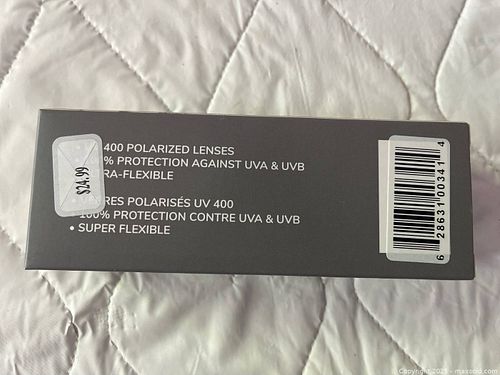 400 POLARIZED LENSES
% PROTECTION AGAINST UVA & UVB
RA-FLEXIBLE
$24.99
RES POLARISÉS UV 400
100% PROTECTION CONTRE UVA & UVB
• SUPER FLEXIBLE
6 28631 00341 4
Copyright 2025 - maxsold.com